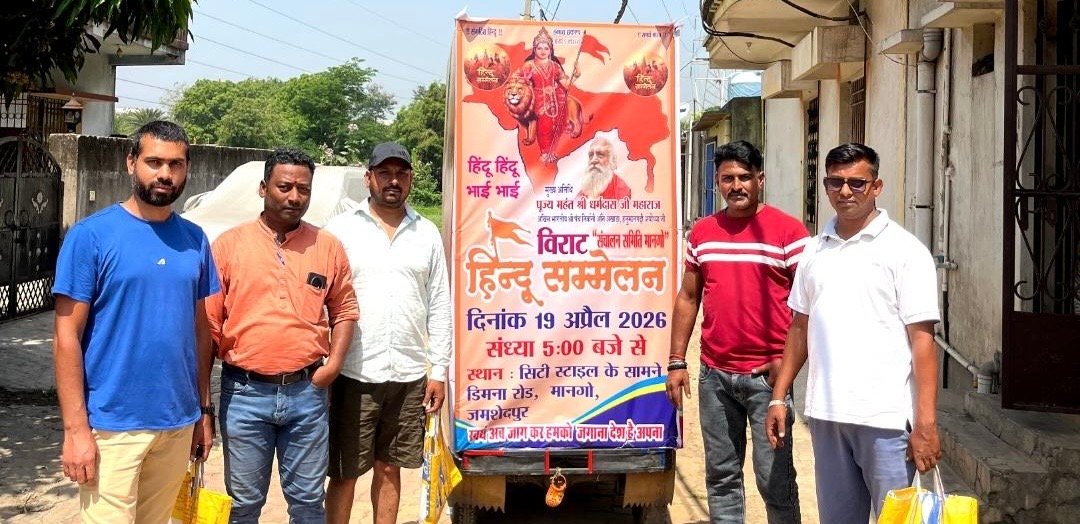 हिंदू हिंदू
भाई भाई
मुख्य अतिथि
पूज्य महंत श्री धर्मदास जी महाराज
विराट "संचालन समिति मानगो"
हिन्दू सम्मेलन
दिनांक 19 अप्रैल 2026
संध्या 5:00 बजे से
स्थान : सिटी स्टाइल के सामने
डिमना रोड, मानगो,
जमशेदपुर
स्वयं अब जाग कर हमको जगाना देश है अपना